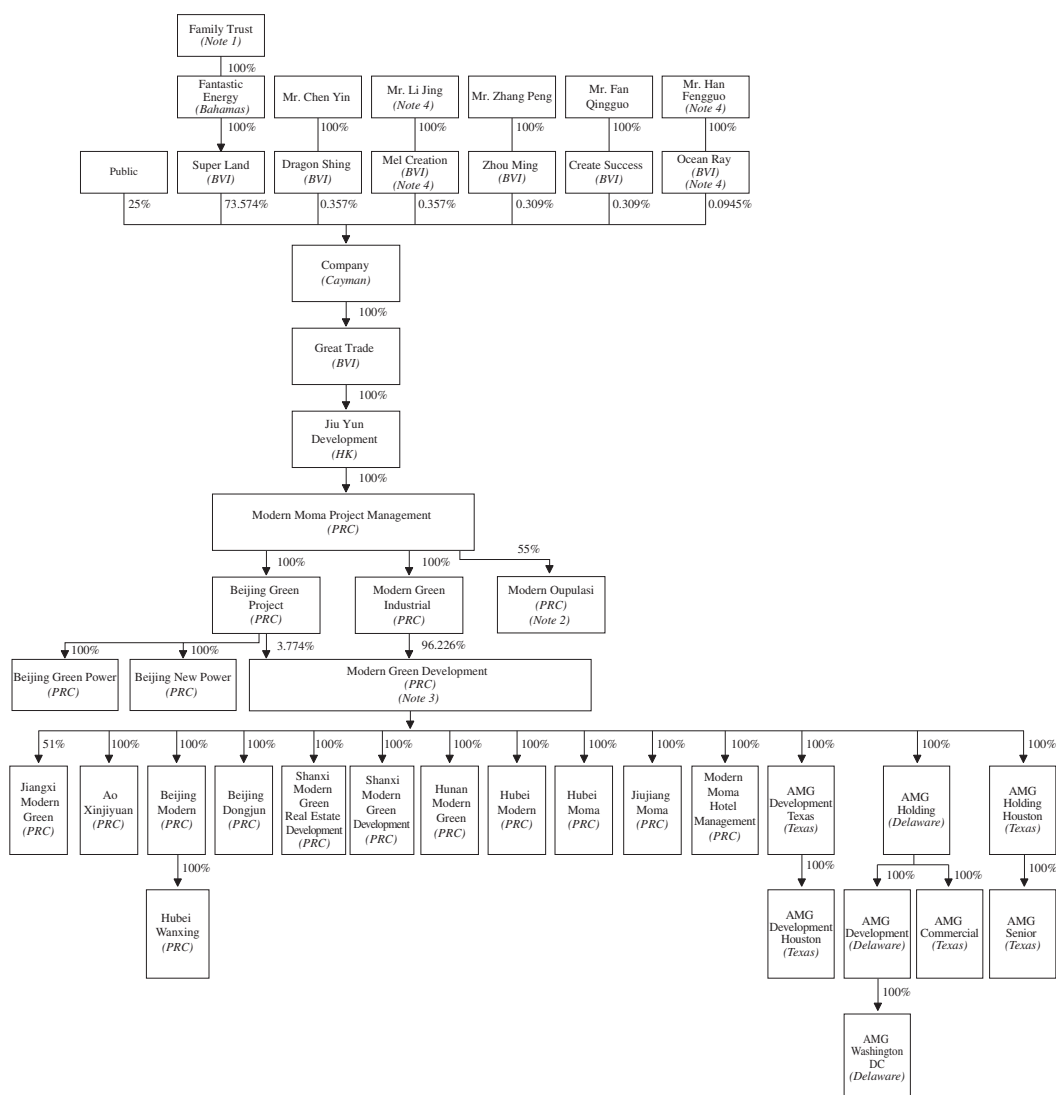 Family Trust
(Note 1)
100%
Fantastic
Energy
(Bahamas)
Mr. Chen Yin
Mr. Li Jing
(Note 4)
Mr. Zhang Peng
Mr. Fan
Qingguo
Mr. Han
Fengguo
(Note 4)
100%
100%
100%
100%
100%
100%
Public
Super Land
(BVI)
Dragon Shing
(BVI)
Mel Creation
(BVI)
(Note 4)
Zhou Ming
(BVI)
Create Success
(BVI)
Ocean Ray
(BVI)
(Note 4)
25%
73.574%
0.357%
0.357%
0.309%
0.309%
0.0945%
Company
(Cayman)
100%
Great Trade
(BVI)
100%
Jiu Yun
Development
(HK)
100%
Modern Moma Project Management
(PRC)
100%
100%
55%
Beijing Green
Project
(PRC)
Modern Green
Industrial
(PRC)
Modern Oupulasi
(PRC)
(Note 2)
100%
100%
3.774%
96.226%
Beijing Green Power
(PRC)
Beijing New Power
(PRC)
Modern Green Development
(PRC)
(Note 3)
51%
100%
100%
100%
100%
100%
100%
100%
100%
100%
100%
100%
100%
100%
Jiangxi
Modern
Green
(PRC)
Ao
Xinjiyuan
(PRC)
Beijing
Modern
(PRC)
Beijing
Dongjun
(PRC)
Shanxi
Modern
Green
Real Estate
Development
(PRC)
Shanxi
Modern
Green
Development
(PRC)
Hunan
Modern
Green
(PRC)
Hubei
Modern
(PRC)
Hubei
Moma
(PRC)
Jiujiang
Moma
(PRC)
Modern
Moma
Hotel
Management
(PRC)
AMG
Development
Texas
(Texas)
AMG
Holding
(Delaware)
AMG
Holding
Houston
(Texas)
100%
100%
100%
100%
100%
Hubei
Wanxing
(PRC)
AMG
Development
Houston
(Texas)
AMG
Development
(Delaware)
AMG
Commercial
(Texas)
AMG
Senior
(Texas)
100%
AMG
Washington
DC
(Delaware)